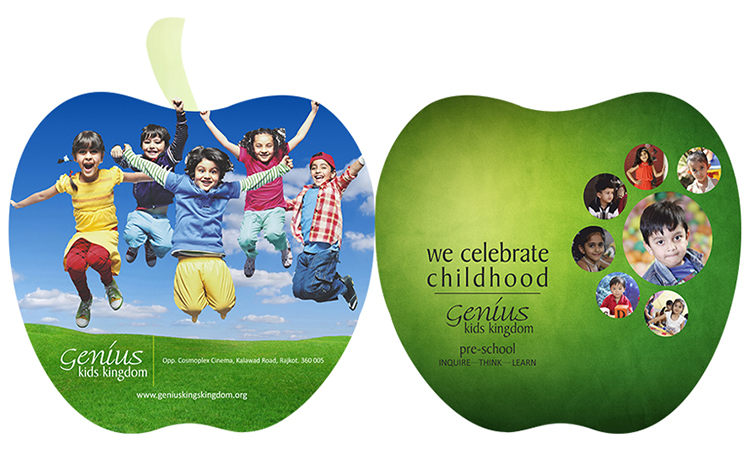 Genius
kids kingdom
Opp. Cosmoplex Cinema, Kalawad Road, Rajkot. 360 005
www.geniuskingskingdom.org
we celebrate
childhood
Genius
kids kingdom
pre-school
INQUIRE—THINK—LEARN